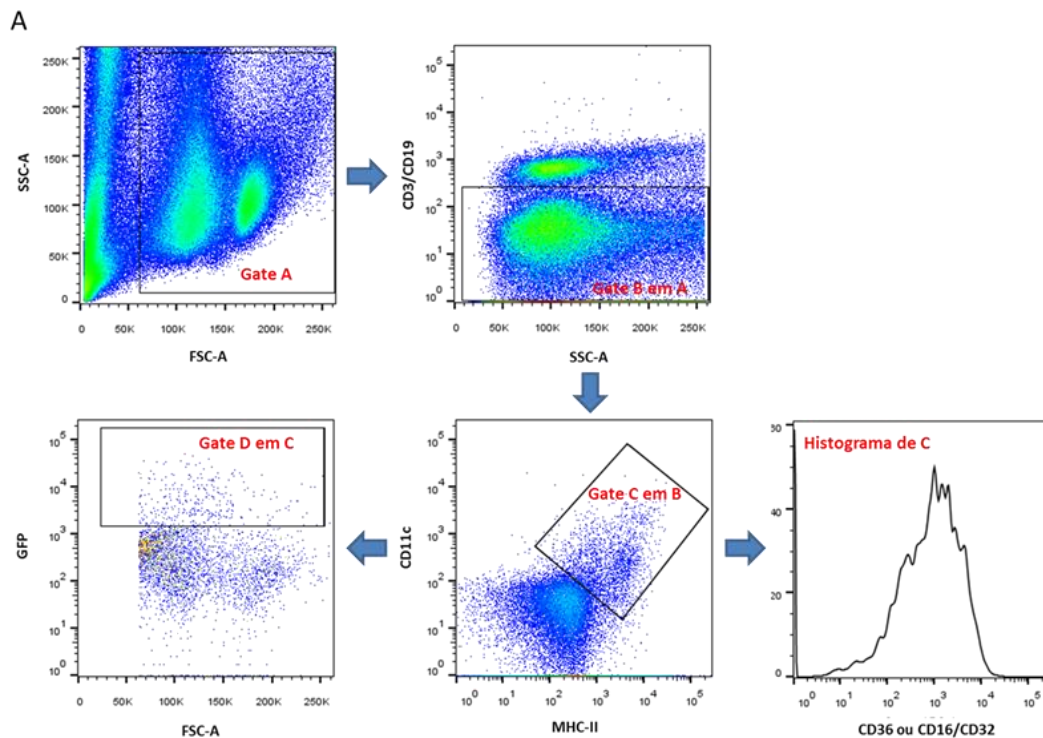 A
SSC-A
250K
200K
150K
100K
50K
0
Gate A
0 50K 100K 150K 200K 250K
FSC-A
CD3/CD19
10^5
10^4
10^3
10^2
10^1
10^0
Gate B em A
0 50K 100K 150K 200K 250K
SSC-A
GFP
10^5
10^4
10^3
10^2
10^1
10^0
Gate D em C
0 50K 100K 150K 200K 250K
FSC-A
CD11c
10^5
10^4
10^3
10^2
10^1
10^0
Gate C em B
10^0 10^1 10^2 10^3 10^4 10^5
MHC-II
50
60
40
20
0
Histograma de C
10^0 10^1 10^2 10^3 10^4 10^5
CD36 ou CD16/CD32